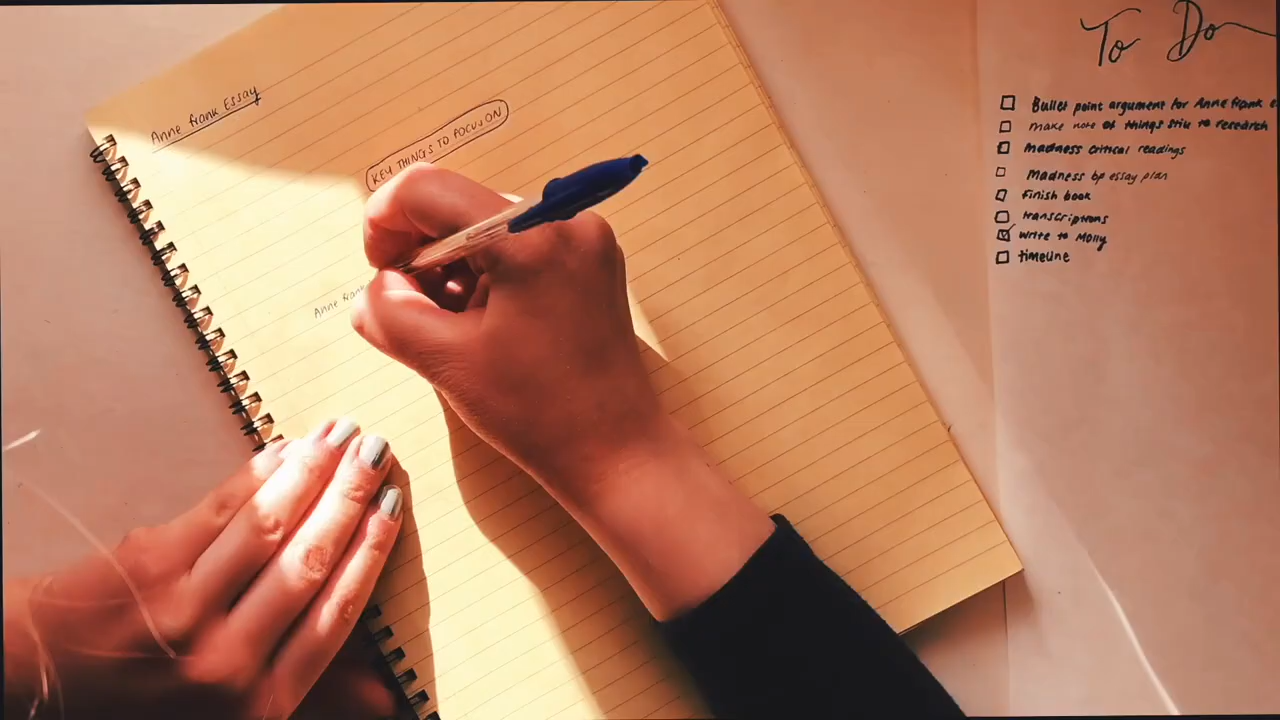 Anne Frank Essay
KEY THINGS TO FOCUS ON
Anne Frank
To Do
Bullet point argument for Anne Frank
make note of things still to research
Madness critical readings
Madness bp essay plan
Finish book
transcriptions
write to Molly
timeline